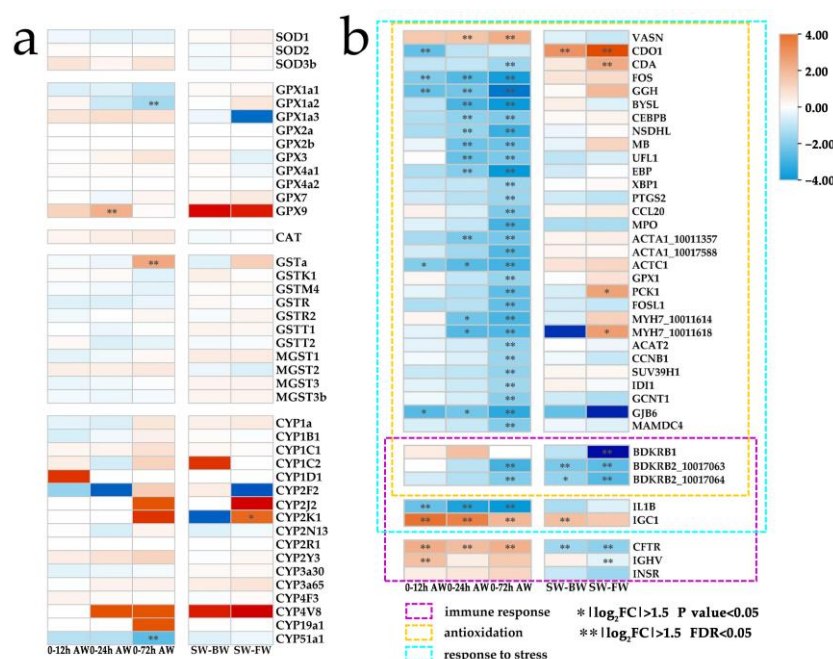 a
SOD1
SOD2
SOD3b
GPX1a1
GPX1a2
**
GPX1a3
GPX2a
GPX2b
GPX3
GPX4a1
GPX4a2
GPX7
**
GPX9
CAT
**
GSTa
GSTK1
GSTM4
GSTR
GSTR2
GSTT1
GSTT2
MGST1
MGST2
MGST3
MGST3b
CYP1a
CYP1B1
CYP1C1
CYP1C2
CYP1D1
CYP2F2
CYP2J2
*
CYP2K1
CYP2N13
CYP2R1
CYP2Y3
CYP3a30
CYP3a65
CYP4F3
CYP4V8
CYP19a1
**
CYP51a1
0-12h AW 0-24h AW 0-72h AW SW-BW SW-FW
b
** ** VASN
** ** ** CDO1
** ** CDA
** ** ** FOS
** ** ** GGH
** ** BYSL
** ** CEBPB
** ** NSDHL
** ** MB
** ** UFL1
** ** EBP
** XBP1
** PTGS2
** CCL20
** MPO
** ** ACTA1_10011357
** ACTA1_10017588
* * ** ACTC1
** GPX1
** * PCK1
** FOSL1
* ** MYH7_10011614
* ** * MYH7_10011618
** ACAT2
** CCNB1
** SUV39H1
** IDI1
** GCNT1
* * ** GJB6
** MAMDC4
** BDKRB1
** ** ** BDKRB2_10017063
** * ** BDKRB2_10017064
** ** ** IL1B
** ** ** ** IGC1
** ** ** ** ** CFTR
** ** IGHV
INSR
0-12h AW 0-24h AW 0-72h AW SW-BW SW-FW
4.00
2.00
0.00
-2.00
-4.00
immune response *|log₂FC|>1.5 P value<0.05
antioxidation **|log₂FC|>1.5 FDR<0.05
response to stress